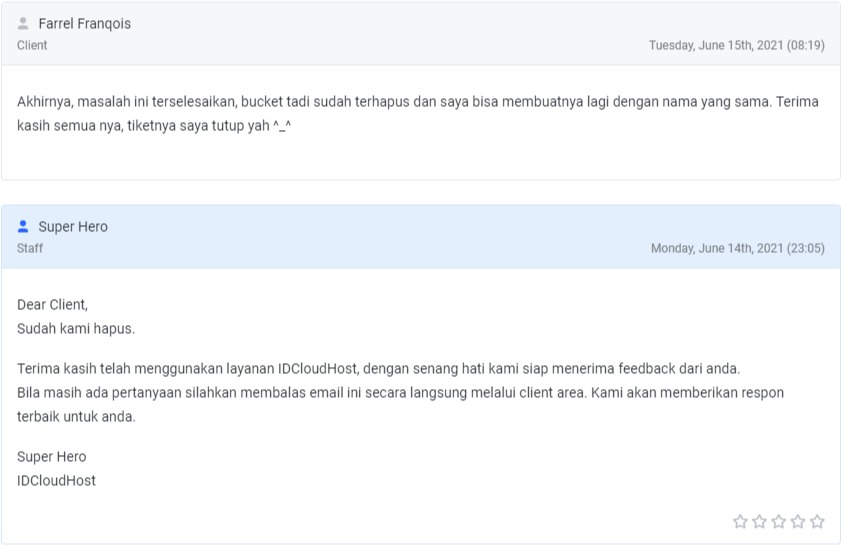 Farrel Franqois
Client
Tuesday, June 15th, 2021 (08:19)
Akhirnya, masalah ini terselesaikan, bucket tadi sudah terhapus dan saya bisa membuatnya lagi dengan nama yang sama. Terima
kasih semua nya, tiketnya saya tutup yah ^_^
Super Hero
Staff
Monday, June 14th, 2021 (23:05)
Dear Client,
Sudah kami hapus.
Terima kasih telah menggunakan layanan IDCloudHost, dengan senang hati kami siap menerima feedback dari anda.
Bila masih ada pertanyaan silahkan membalas email ini secara langsung melalui client area. Kami akan memberikan respon
terbaik untuk anda.
Super Hero
IDCloudHost